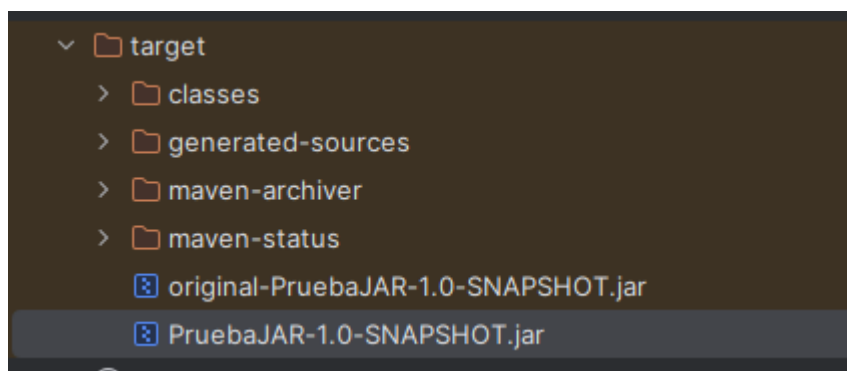 target
classes
generated-sources
maven-archiver
maven-status
original-PruebaJAR-1.0-SNAPSHOT.jar
PruebaJAR-1.0-SNAPSHOT.jar